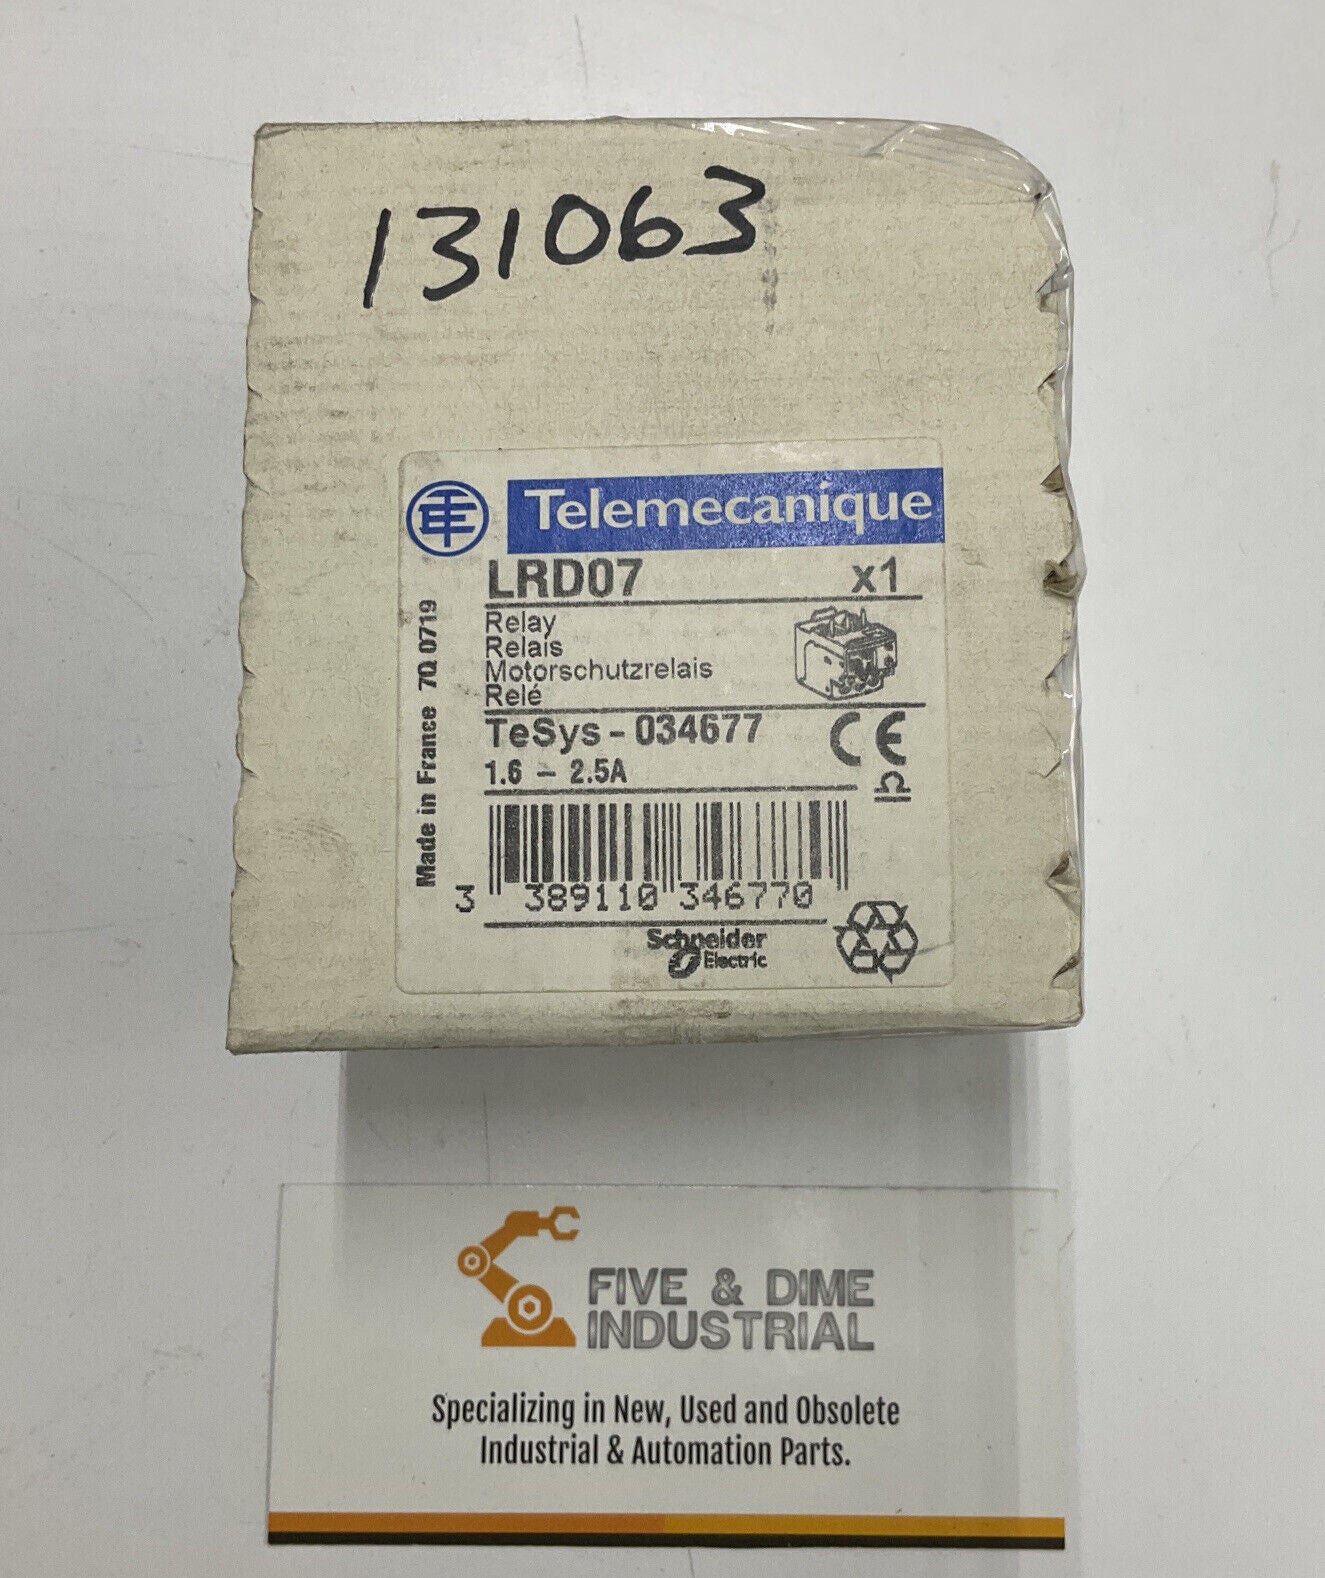 131063
Telemecanique
LRD07 x1
Relay
Relais
Motorschutzrelais
Relé
TeSys - 034677
1.6 - 2.5A
CE
Made in France 7Q 0719
3 389110 346770
Schneider
Electric
FIVE & DIME
INDUSTRIAL
Specializing in New, Used and Obsolete
Industrial & Automation Parts.